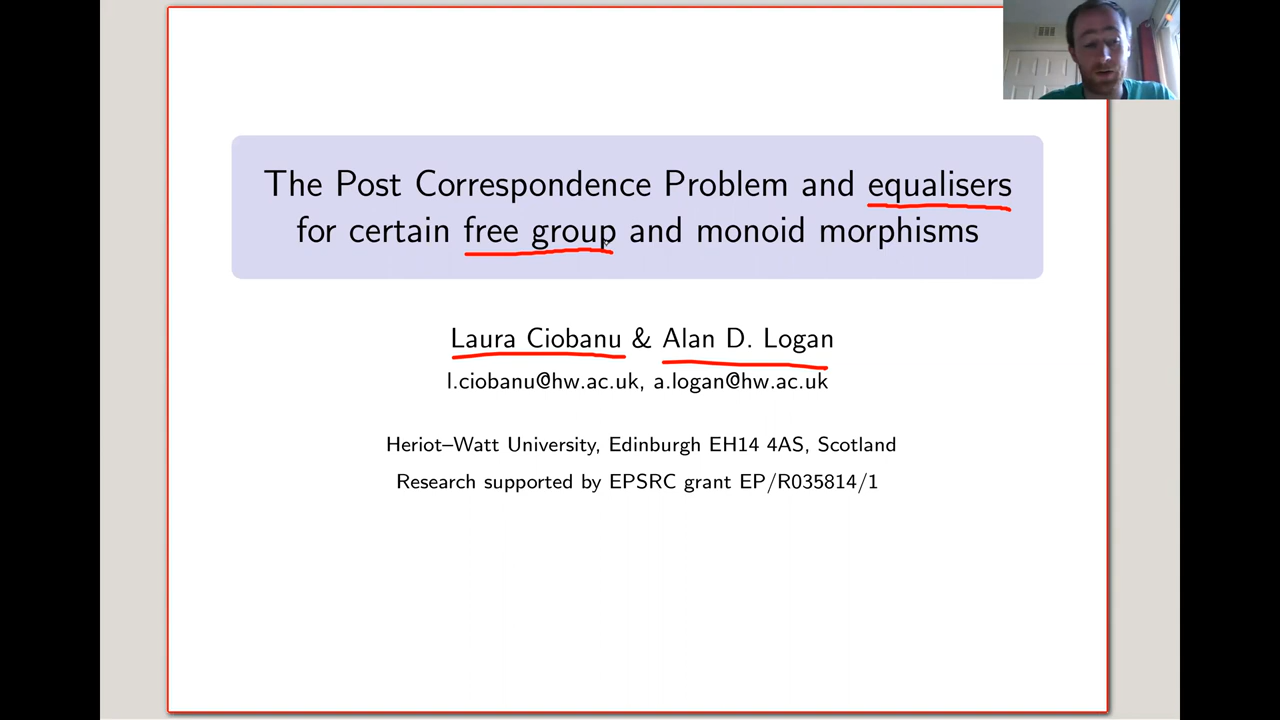 The Post Correspondence Problem and equalisers
for certain free group and monoid morphisms
Laura Ciobanu & Alan D. Logan
l.ciobanu@hw.ac.uk, a.logan@hw.ac.uk
Heriot–Watt University, Edinburgh EH14 4AS, Scotland
Research supported by EPSRC grant EP/R035814/1